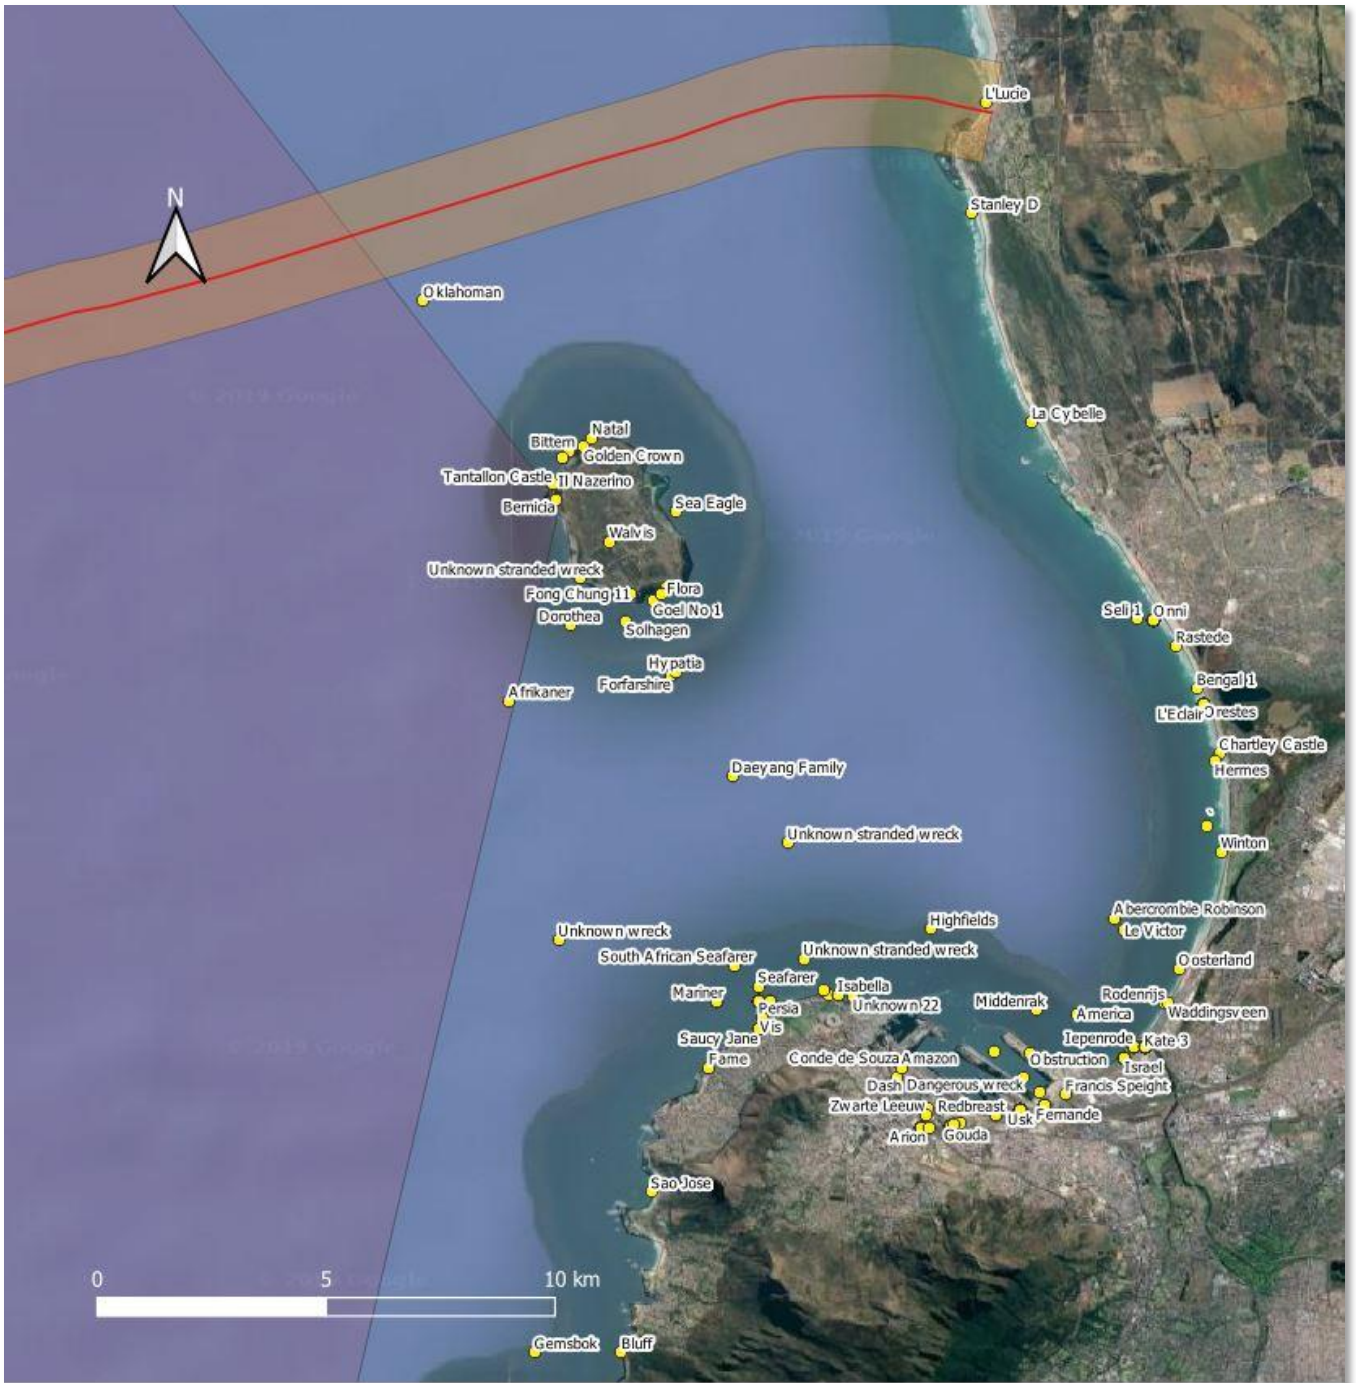 L'Lucie
N
Stanley D
Oklahoman
© 2019 Google
La Cybelle
Natal
Bittern
Golden Crown
Tantallon Castle
Il Nazerino
Bernicia
Sea Eagle
Walvis
Unknown stranded wreck
Flora
Fong Chung 11
Goel No 1
Dorothea
Solhagen
Seli 1
Onni
Rastede
Hypatia
Forfarshire
Bengal 1
Afrikaner
L'Eclair
Orestes
Chartley Castle
Hermes
Daeyang Family
Unknown stranded wreck
Winton
Abercrombie Robinson
Highfields
Le Victor
Unknown wreck
Unknown stranded wreck
South African Seafarer
Oosterland
Seafarer
Isabella
Mariner
Persia
Unknown 22
Middenrak
Rodenrijs
America
Waddingsveen
Vis
Saucy Jane
Iepenrode
Kate 3
Fame
Conde de Souza
Amazon
Obstruction
Israel
Dash
Dangerous wreck
Francis Speight
Zwarte Leeuw
Redbreast
Usk
Fernande
Arion
Gouda
© 2019 Google
Sao Jose
0 5 10 km
Gemsbok
Bluff